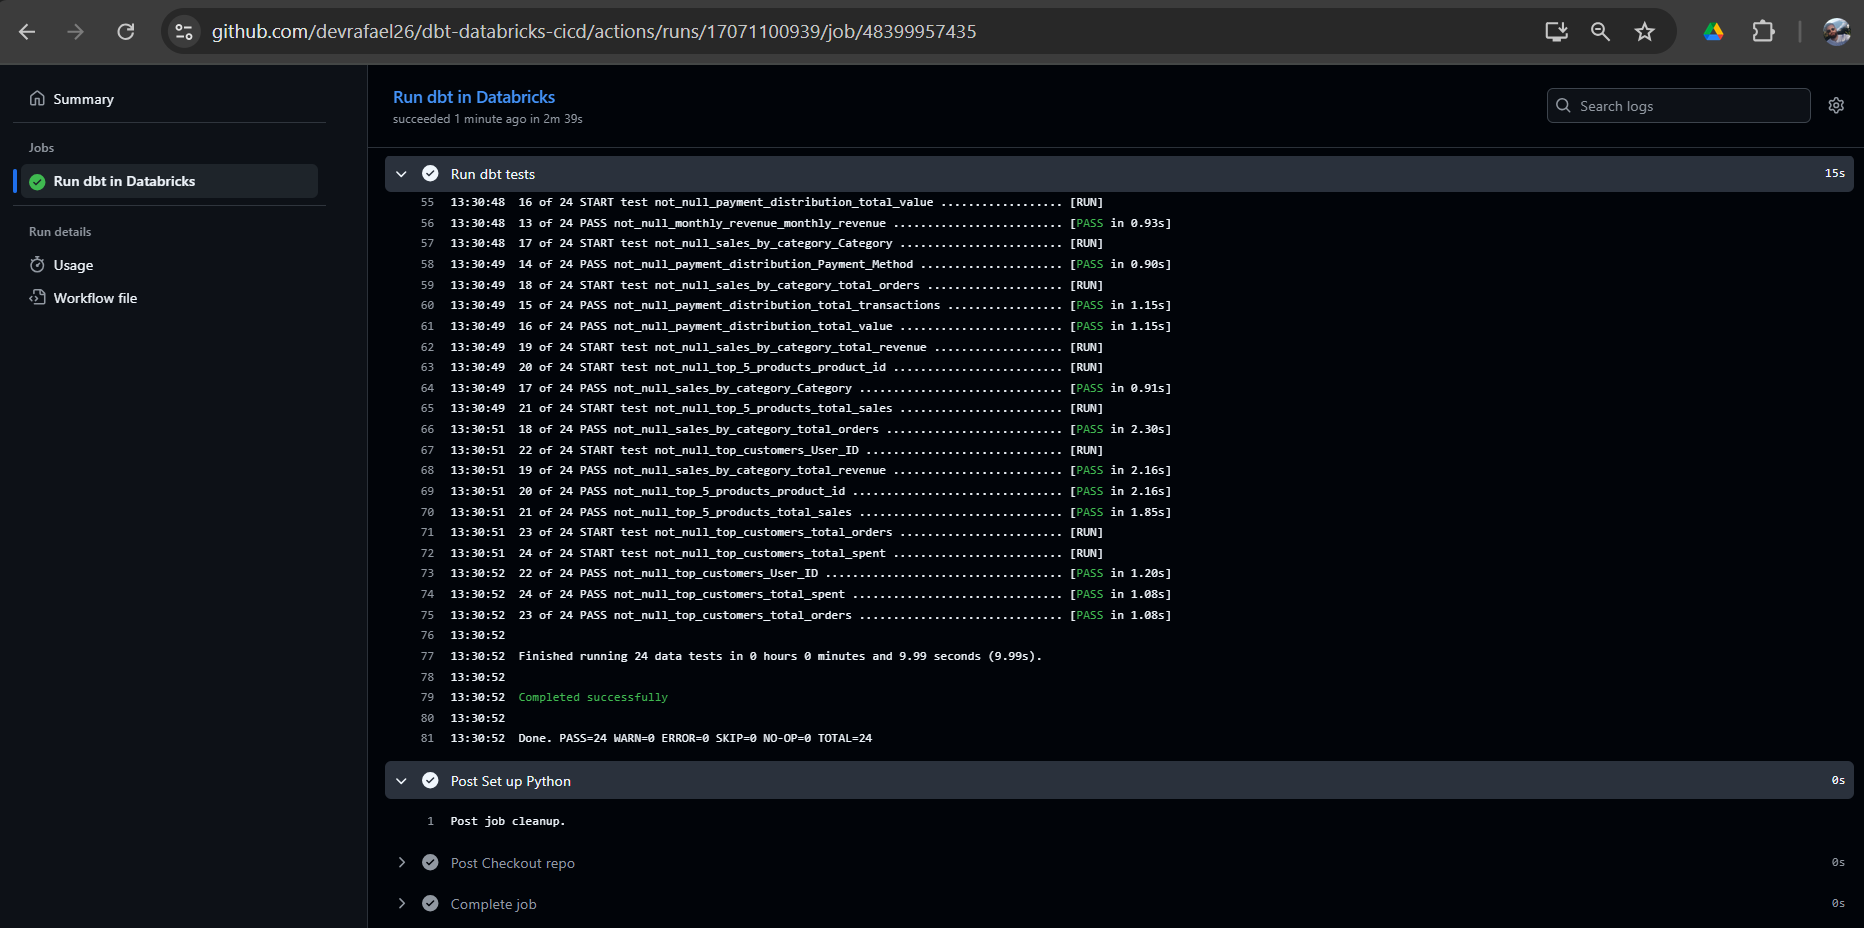 github.com/devrafael26/dbt-databricks-cicd/actions/runs/17071100939/job/48399957435
Summary
Jobs
Run dbt in Databricks
Run details
Usage
Workflow file
Run dbt in Databricks
succeeded 1 minute ago in 2m 39s
Search logs
Run dbt tests 15s
55 13:30:48 16 of 24 START test not_null_payment_distribution_total_value .................. [RUN]
56 13:30:48 13 of 24 PASS not_null_monthly_revenue_monthly_revenue ......................... [PASS in 0.93s]
57 13:30:48 17 of 24 START test not_null_sales_by_category_Category ........................ [RUN]
58 13:30:49 14 of 24 PASS not_null_payment_distribution_Payment_Method ..................... [PASS in 0.90s]
59 13:30:49 18 of 24 START test not_null_sales_by_category_total_orders .................... [RUN]
60 13:30:49 15 of 24 PASS not_null_payment_distribution_total_transactions ................. [PASS in 1.15s]
61 13:30:49 16 of 24 PASS not_null_payment_distribution_total_value ........................ [PASS in 1.15s]
62 13:30:49 19 of 24 START test not_null_sales_by_category_total_revenue ................... [RUN]
63 13:30:49 20 of 24 START test not_null_top_5_products_product_id ......................... [RUN]
64 13:30:49 17 of 24 PASS not_null_sales_by_category_Category .............................. [PASS in 0.91s]
65 13:30:49 21 of 24 START test not_null_top_5_products_total_sales ........................ [RUN]
66 13:30:51 18 of 24 PASS not_null_sales_by_category_total_orders .......................... [PASS in 2.30s]
67 13:30:51 22 of 24 START test not_null_top_customers_User_ID ............................. [RUN]
68 13:30:51 19 of 24 PASS not_null_sales_by_category_total_revenue ......................... [PASS in 2.16s]
69 13:30:51 20 of 24 PASS not_null_top_5_products_product_id ............................... [PASS in 2.16s]
70 13:30:51 21 of 24 PASS not_null_top_5_products_total_sales .............................. [PASS in 1.85s]
71 13:30:51 23 of 24 START test not_null_top_customers_total_orders ........................ [RUN]
72 13:30:51 24 of 24 START test not_null_top_customers_total_spent ......................... [RUN]
73 13:30:52 22 of 24 PASS not_null_top_customers_User_ID ................................... [PASS in 1.20s]
74 13:30:52 24 of 24 PASS not_null_top_customers_total_spent ............................... [PASS in 1.08s]
75 13:30:52 23 of 24 PASS not_null_top_customers_total_orders .............................. [PASS in 1.08s]
76 13:30:52
77 13:30:52 Finished running 24 data tests in 0 hours 0 minutes and 9.99 seconds (9.99s).
78 13:30:52
79 13:30:52 Completed successfully
80 13:30:52
81 13:30:52 Done. PASS=24 WARN=0 ERROR=0 SKIP=0 NO-OP=0 TOTAL=24
Post Set up Python 0s
1 Post job cleanup.
Post Checkout repo 0s
Complete job 0s